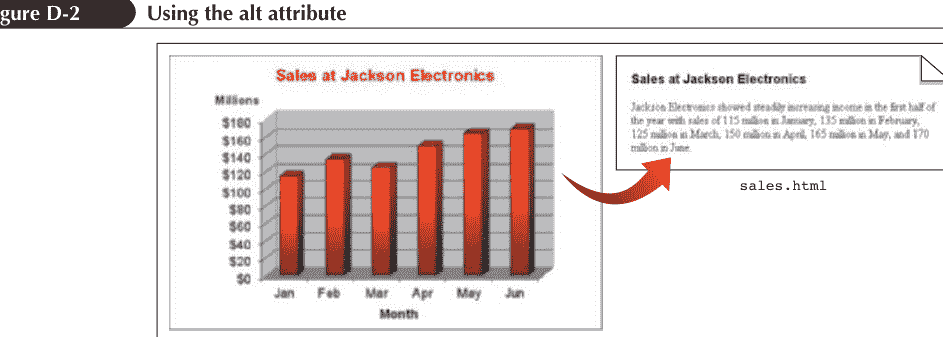 gure D-2
Using the alt attribute
Sales at Jackson Electronics
Millions
$180
$160
$140
$120
$100
$80
$60
$40
$20
$0
Jan Feb Mar Apr May Jun
Month
Sales at Jackson Electronics
Jackson Electronics showed steadily increasing income in the first half of
the year with sales of 115 million in January, 135 million in February,
125 million in March, 150 million in April, 165 million in May, and 170
million in June.
sales.html